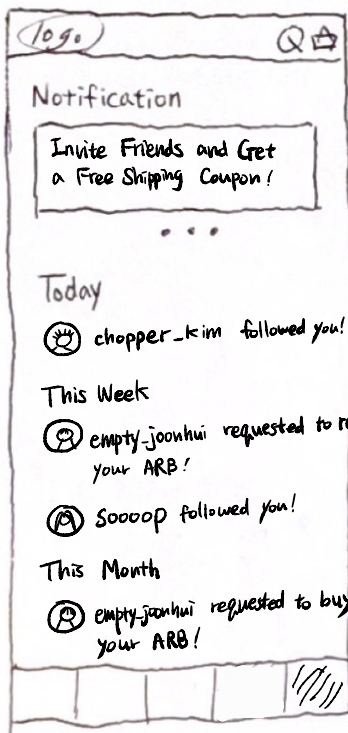 logo
Notification
Invite Friends and Get
a Free Shipping Coupon!
Today
chopper_kim followed you!
This Week
empty_joonhui requested to
your ARB!
Soooop followed you!
This Month
empty_joonhui requested to buy
your ARB!